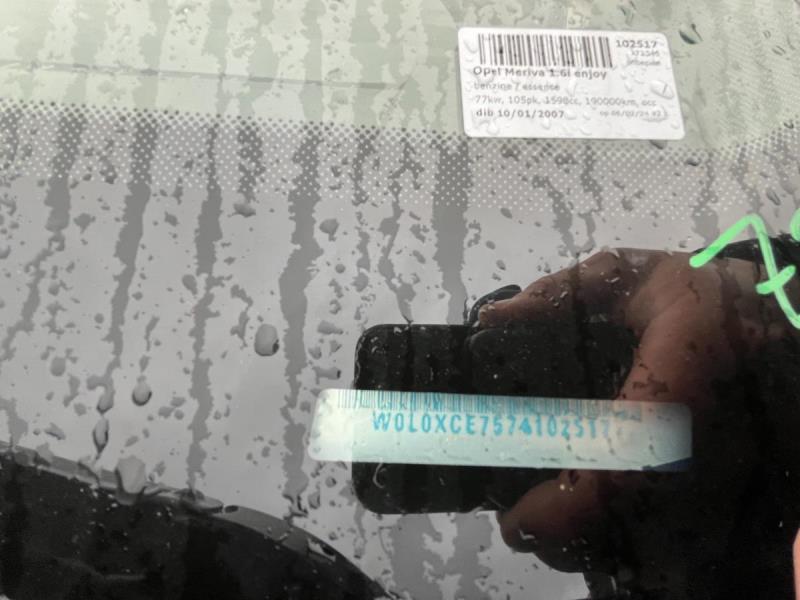 102517
Opel Meriva 1.6i enjoy
benzine / essence
77kw, 105pk, 1598cc, 190000km, occ
dib 10/01/2007
W0L0XCE7574102517